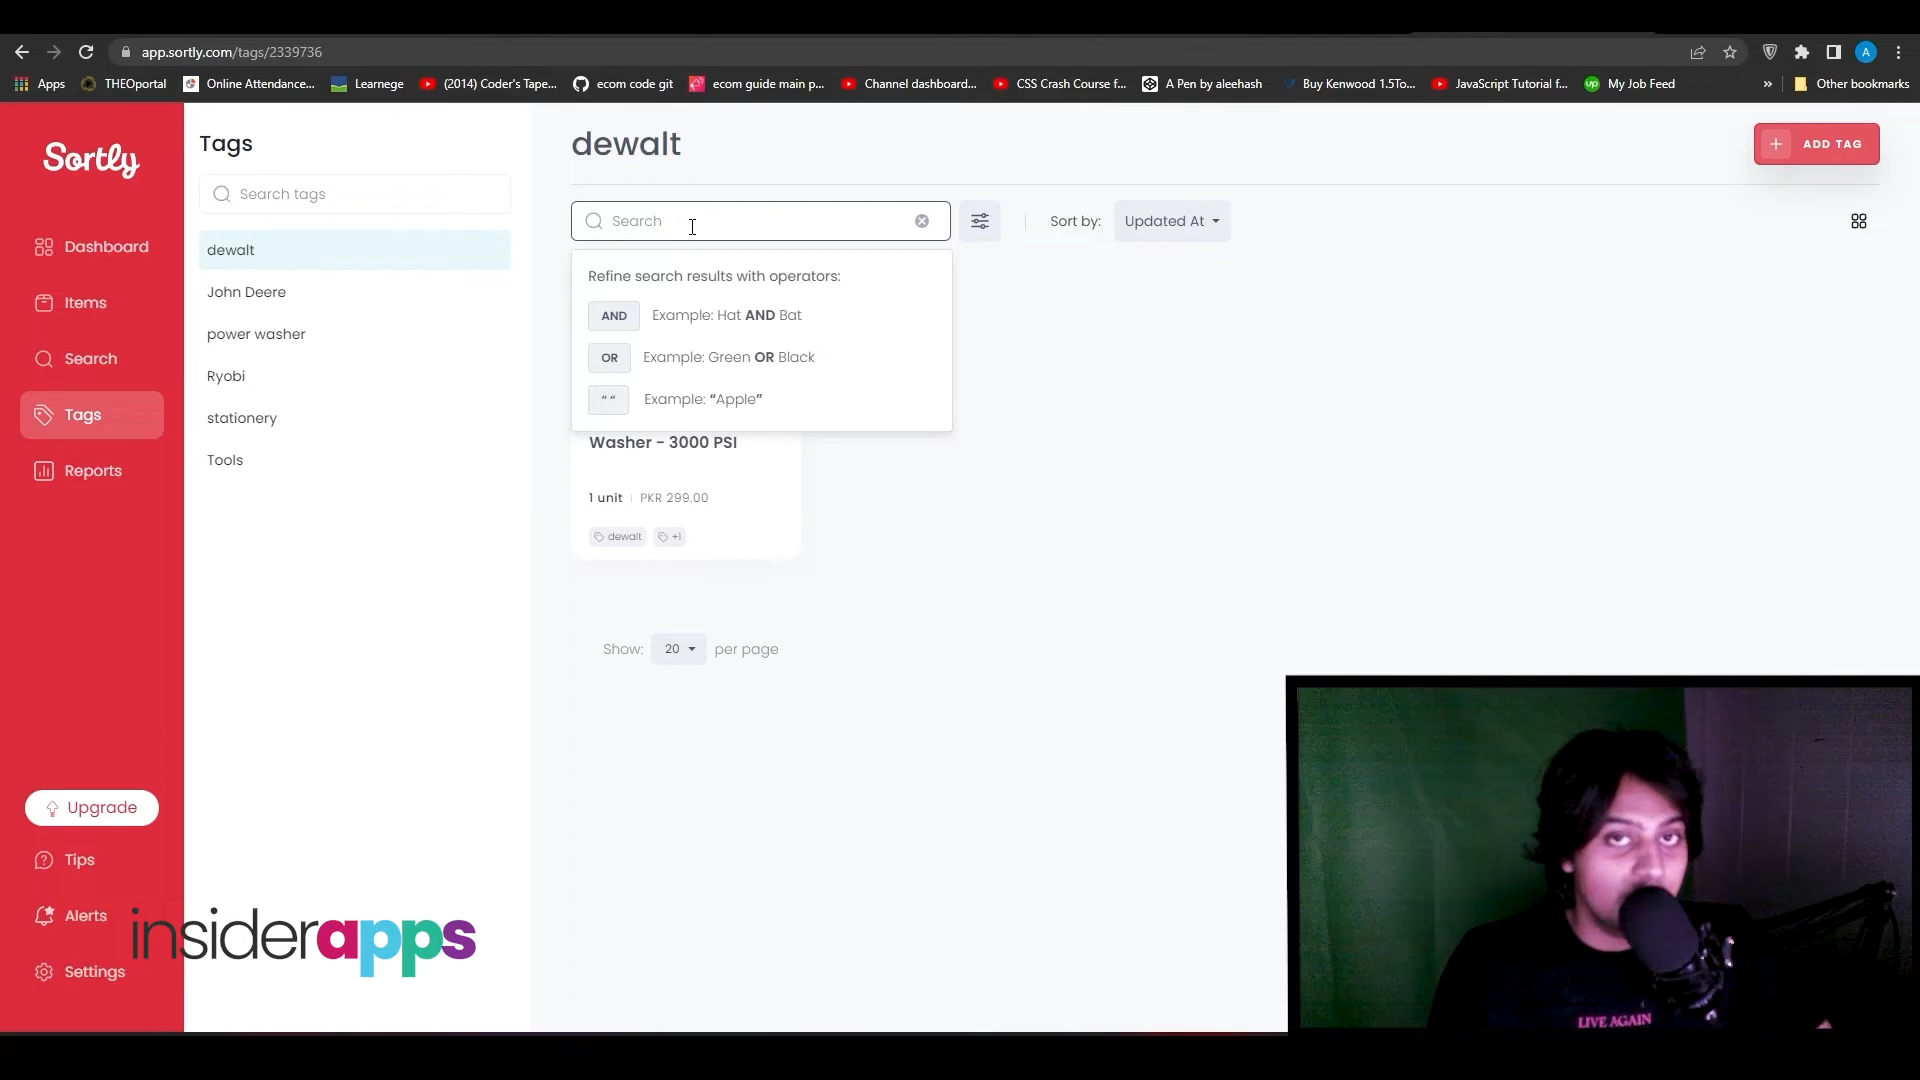 app.sortly.com/tags/2339736
A
Apps
THEOportal
Online Attendance...
Learnege
(2014) Coder's Tape...
ecom code git
ecom guide main p...
Channel dashboard...
CSS Crash Course f...
A Pen by aleehash
Buy Kenwood 1.5To...
JavaScript Tutorial f...
up
My Job Feed
»
Other bookmarks
Sortly
Dashboard
Items
Search
Tags
Reports
Upgrade
Tips
Alerts
Settings
Tags
Search tags
dewalt
John Deere
power washer
Ryobi
stationery
Tools
dewalt
+ ADD TAG
Search
Sort by:
Updated At
Refine search results with operators:
AND Example: Hat AND Bat
OR Example: Green OR Black
“ “ Example: “Apple”
Washer - 3000 PSI
1 unit | PKR 299.00
dewalt +1
Show: 20 per page
insiderapps
LIVE AGAIN